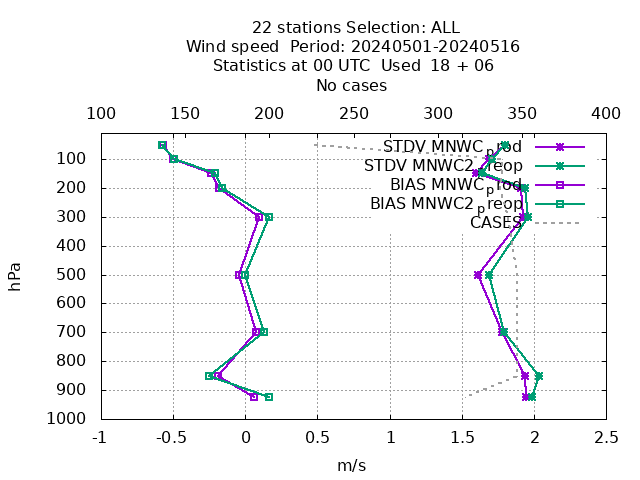 22 stations Selection: ALL
Wind speed  Period: 20240501-20240516
Statistics at 00 UTC  Used  18 + 06
No cases
100 150 200 250 300 350 400
STDV MNWC_prod
STDV MNWC2_preop
BIAS MNWC_prod
BIAS MNWC2_preop
CASES
100
200
300
400
500
600
700
800
900
1000
hPa
-1 -0.5 0 0.5 1 1.5 2 2.5
m/s